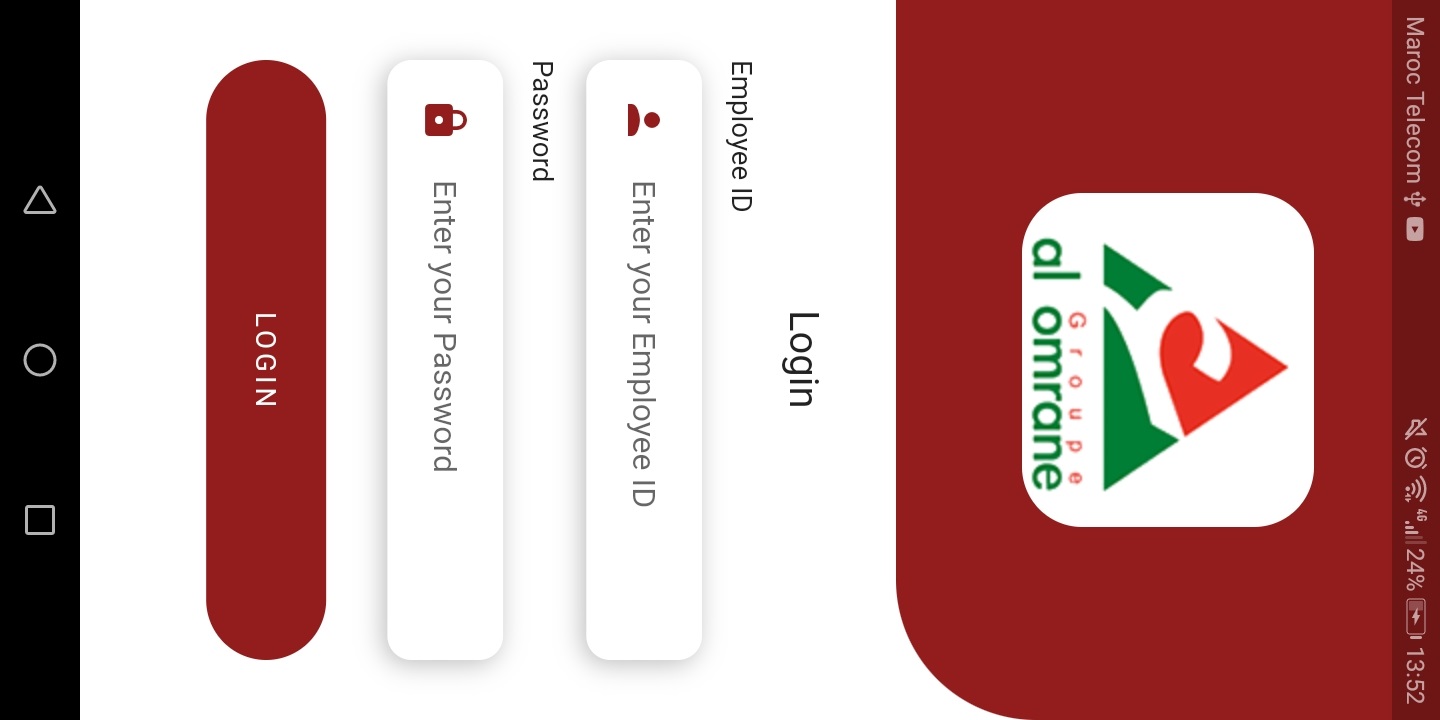 Maroc Telecom 4G 24% 13:52
Groupe
al omrane
Login
Employee ID
Enter your Employee ID
Password
Enter your Password
LOGIN